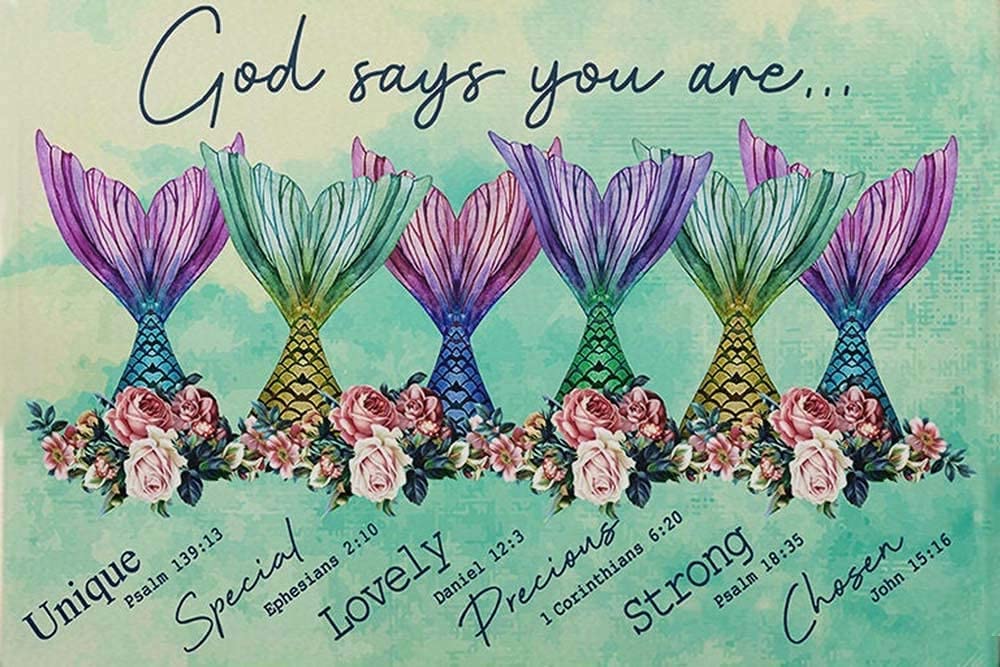 God says you are...
Unique
Psalm 139:13
Special
Ephesians 2:10
Lovely
Daniel 12:3
Precious
1 Corinthians 6:20
Strong
Psalm 18:35
Chosen
John 15:16